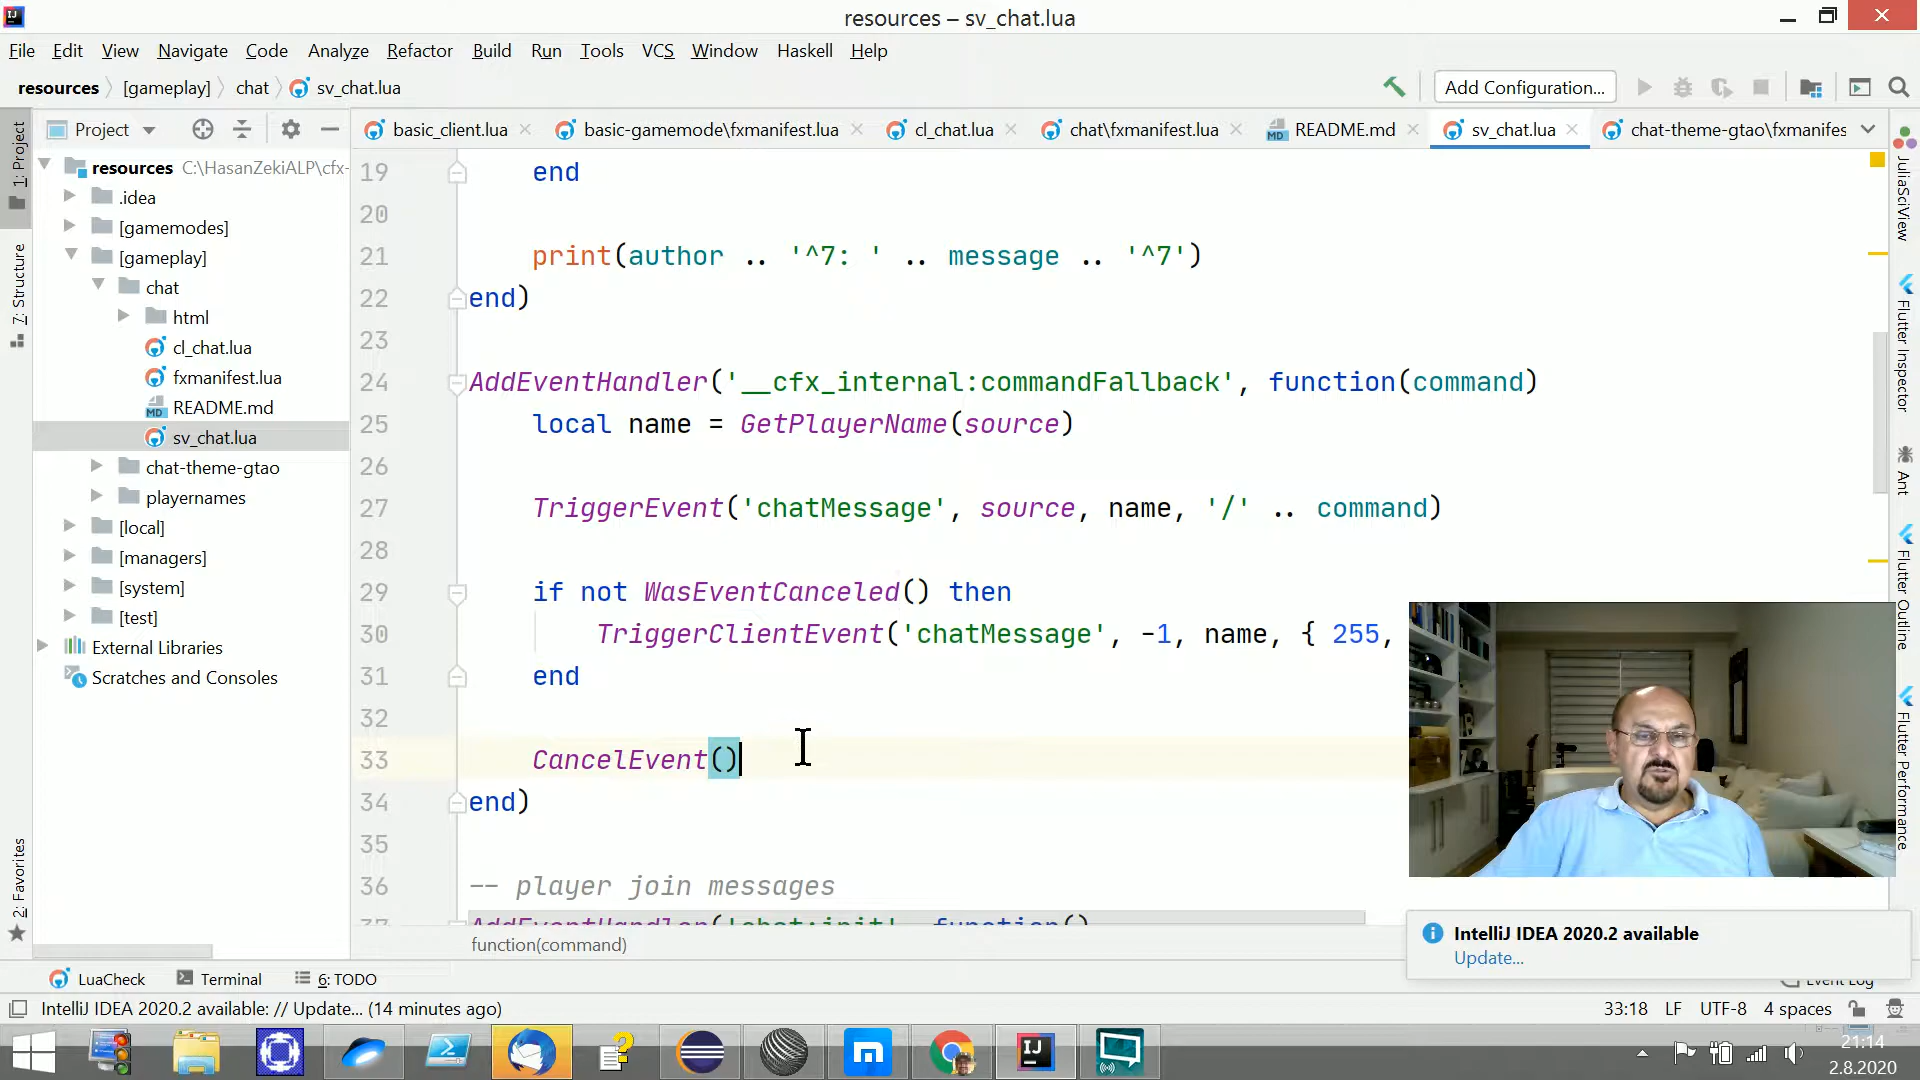 resources – sv_chat.lua
File Edit View Navigate Code Analyze Refactor Build Run Tools VCS Window Haskell Help
resources [gameplay] chat sv_chat.lua
Add Configuration...
Project
basic_client.lua
basic-gamemode\fxmanifest.lua
cl_chat.lua
chat\fxmanifest.lua
README.md
sv_chat.lua
chat-theme-gtao\fxmanifes
1: Project
7: Structure
2: Favorites
resources C:\HasanZekiALP\cfx-
.idea
[gamemodes]
[gameplay]
chat
html
cl_chat.lua
fxmanifest.lua
README.md
sv_chat.lua
chat-theme-gtao
playernames
[local]
[managers]
[system]
[test]
External Libraries
Scratches and Consoles
19 end
20
21 print(author .. '^7: ' .. message .. '^7')
22 end)
23
24 AddEventHandler('__cfx_internal:commandFallback', function(command)
25 local name = GetPlayerName(source)
26
27 TriggerEvent('chatMessage', source, name, '/' .. command)
28
29 if not WasEventCanceled() then
30 TriggerClientEvent('chatMessage', -1, name, { 255,
31 end
32
33 CancelEvent()
34 end)
35
36 -- player join messages
37 AddEventHandler('chat:init', function()
function(command)
JuliaSciView
Flutter Inspector
Ant
Flutter Outline
Flutter Performance
IntelliJ IDEA 2020.2 available
Update...
LuaCheck Terminal 6: TODO
Event Log
IntelliJ IDEA 2020.2 available: // Update... (14 minutes ago)
33:18 LF UTF-8 4 spaces
21:14
2.8.2020